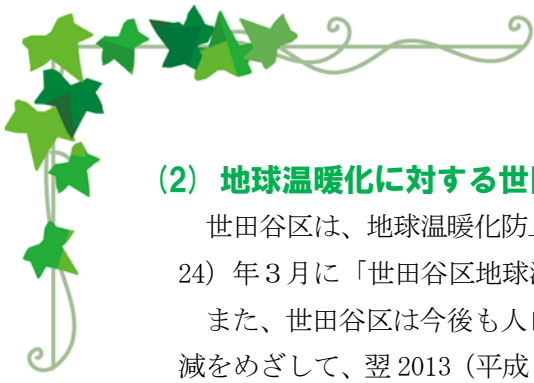 (2) 地球温暖化に対する世
世田谷区は、地球温暖化防
24）年３月に「世田谷区地球
また、世田谷区は今後も人
減をめざして、翌 2013（平成